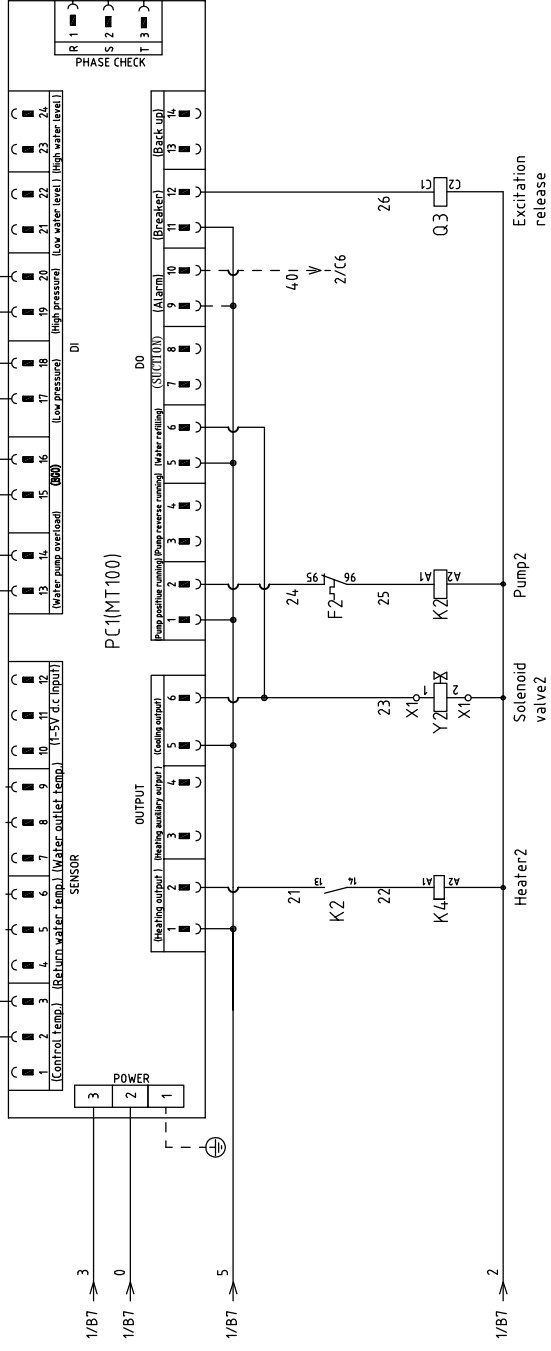 R 1
S 2
T 3
PHASE CHECK
24
23
(High water level )
22
21
(Low water level )
20
19
(High pressure)
18
17
(Low pressure)
16
15
(BGO)
14
13
(Water pump overload)
DI
12
11
10
(1-5V d.c Input)
9
8
7
(Water outlet temp.)
6
5
4
(Return water temp.)
3
2
1
(Control temp.)
SENSOR
PC1(MT100)
14
13
(Back up)
12
11
(Breaker)
10
9
(Alarm)
8
7
(SUCTION)
6
5
(Water refilling)
4
3
(Pump reverse running)
2
1
(Pump positiue running)
DO
6
5
(Cooling output)
4
3
(Heating auxiliary output )
2
1
(Heating output )
OUTPUT
POWER
3
2
1
1/B7 3
1/B7 0
1/B7 5
1/B7 2
40
2/C6
26
C1 C2
Q3
Excitation
release
24
95 96
F2
25
A1 A2
K2
Pump2
23
X1
1 2
Y2
X1
Solenoid
valve2
21
13 14
K2
22
A1 A2
K4
Heater2